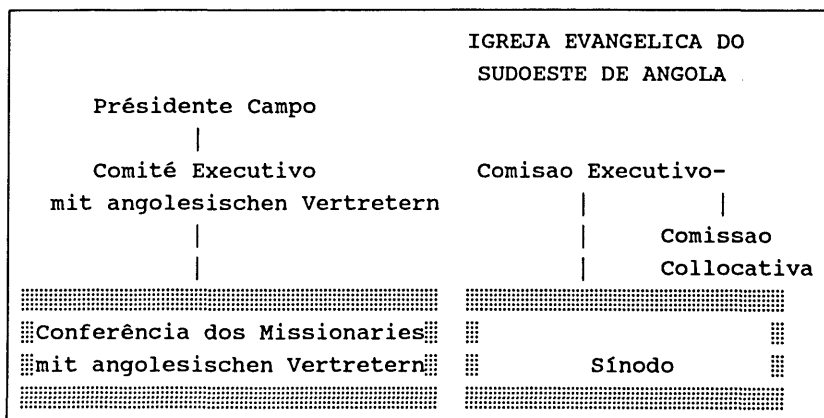 IGREJA EVANGELICA DO
SUDOESTE DE ANGOLA
Présidente Campo
Comité Executivo
mit angolesischen Vertretern
Comisao Executivo-
Comissao
Collocativa
Conferência dos Missionaries
mit angolesischen Vertretern
Sínodo